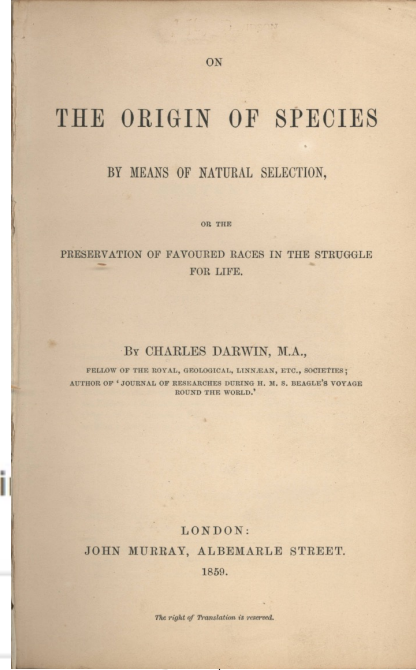 ON
THE ORIGIN OF SPECIES
BY MEANS OF NATURAL SELECTION,
OR THE
PRESERVATION OF FAVOURED RACES IN THE STRUGGLE
FOR LIFE.
BY CHARLES DARWIN, M.A.,
FELLOW OF THE ROYAL, GEOLOGICAL, LINNÆAN, ETC., SOCIETIES;
AUTHOR OF 'JOURNAL OF RESEARCHES DURING H. M. S. BEAGLE'S VOYAGE
ROUND THE WORLD.'
LONDON:
JOHN MURRAY, ALBEMARLE STREET.
1859.
The right of Translation is reserved.